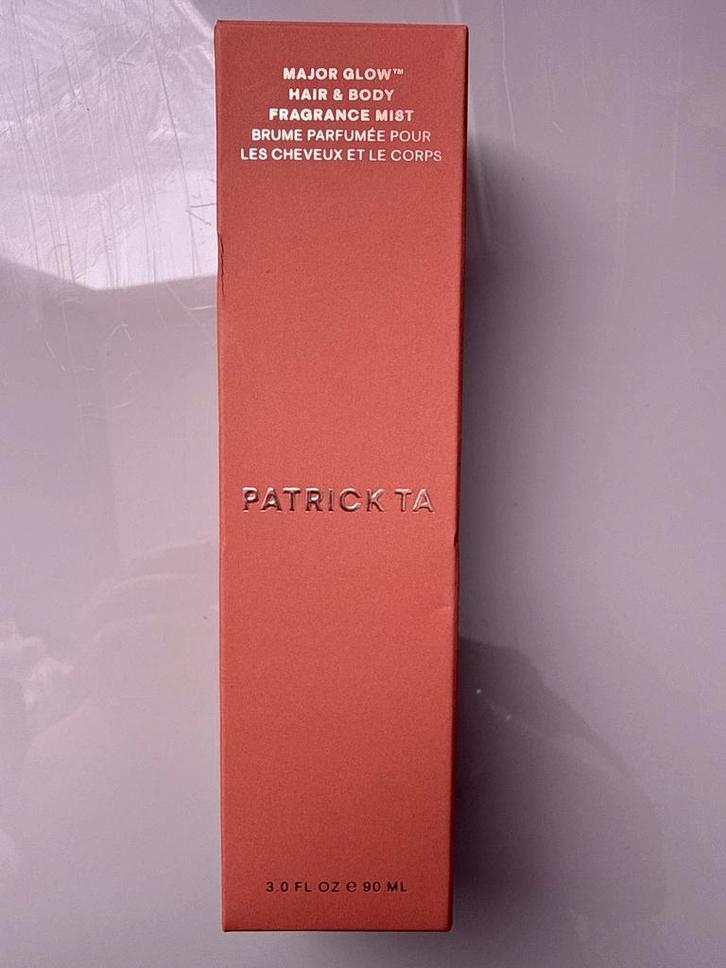 MAJOR GLOW™
HAIR & BODY
FRAGRANCE MIST
BRUME PARFUMÉE POUR
LES CHEVEUX ET LE CORPS
PATRICK TA
3.0 FL OZ ℮ 90 ML